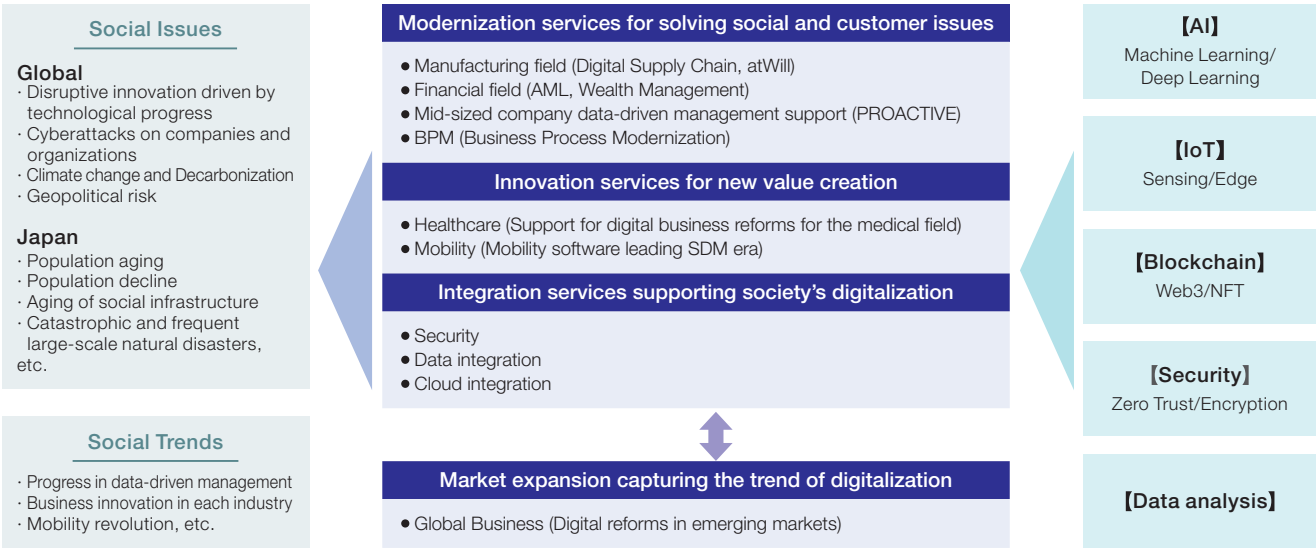 Social Issues
Global
· Disruptive innovation driven by
technological progress
· Cyberattacks on companies and
organizations
· Climate change and Decarbonization
· Geopolitical risk
Japan
· Population aging
· Population decline
· Aging of social infrastructure
· Catastrophic and frequent
large-scale natural disasters,
etc.
Social Trends
· Progress in data-driven management
· Business innovation in each industry
· Mobility revolution, etc.
Modernization services for solving social and customer issues
● Manufacturing field (Digital Supply Chain, atWill)
● Financial field (AML, Wealth Management)
● Mid-sized company data-driven management support (PROACTIVE)
● BPM (Business Process Modernization)
Innovation services for new value creation
● Healthcare (Support for digital business reforms for the medical field)
● Mobility (Mobility software leading SDM era)
Integration services supporting society’s digitalization
● Security
● Data integration
● Cloud integration
Market expansion capturing the trend of digitalization
● Global Business (Digital reforms in emerging markets)
【AI】
Machine Learning/
Deep Learning
【IoT】
Sensing/Edge
【Blockchain】
Web3/NFT
【Security】
Zero Trust/Encryption
【Data analysis】